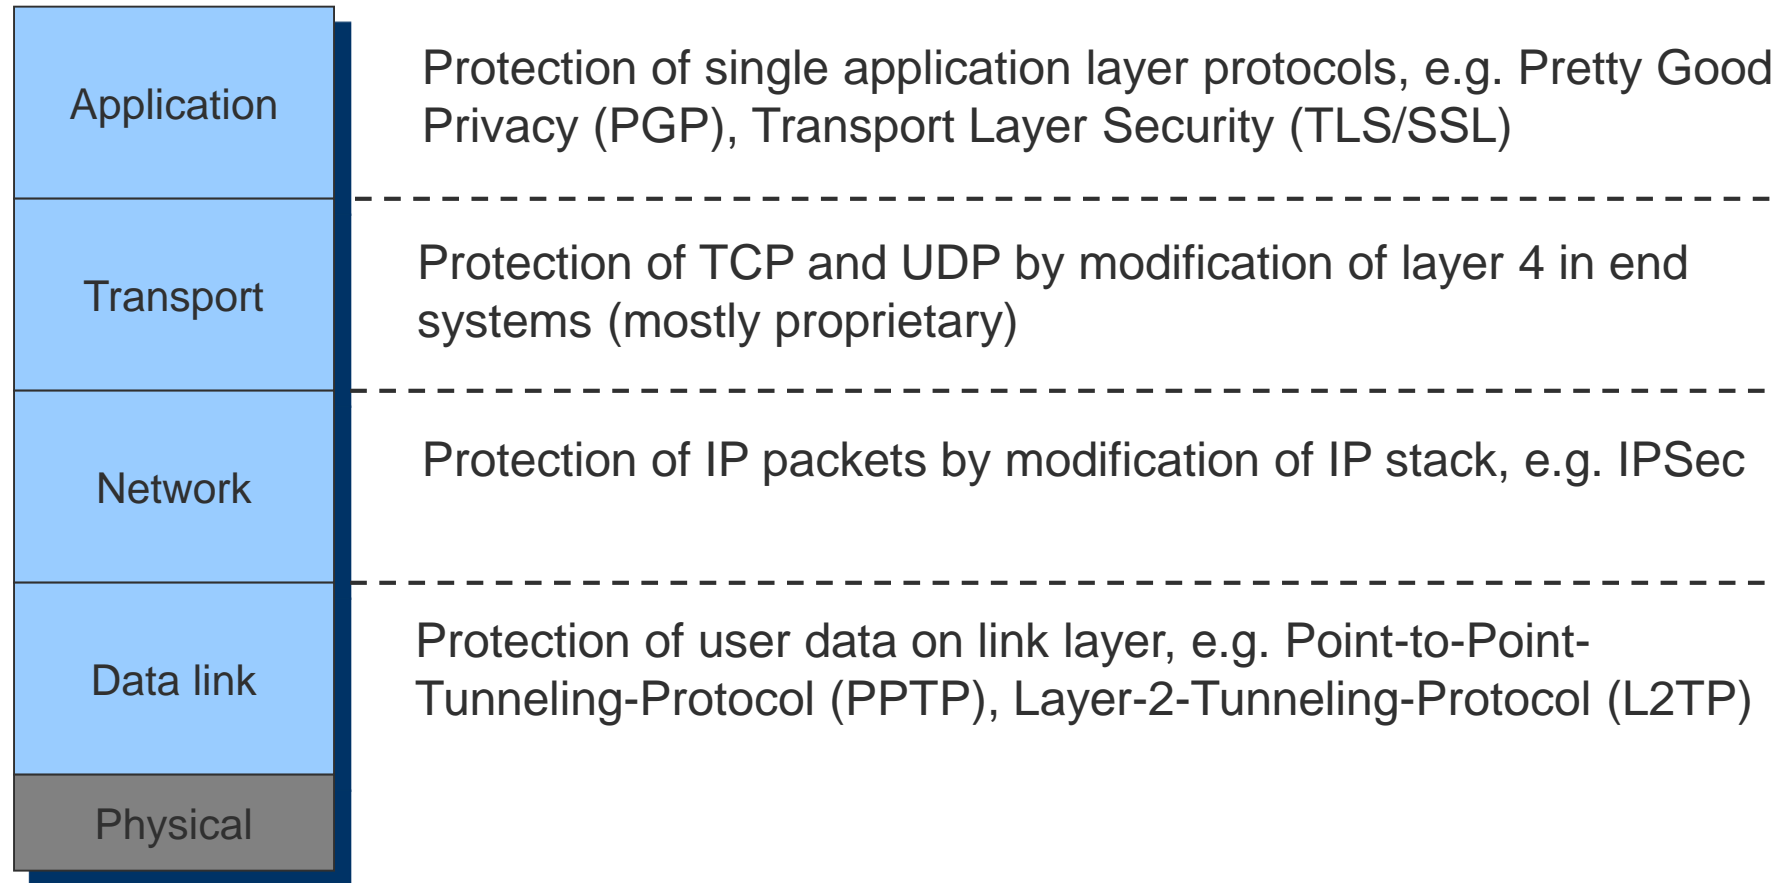 Application
Protection of single application layer protocols, e.g. Pretty Good
Privacy (PGP), Transport Layer Security (TLS/SSL)
Transport
Protection of TCP and UDP by modification of layer 4 in end
systems (mostly proprietary)
Network
Protection of IP packets by modification of IP stack, e.g. IPSec
Data link
Protection of user data on link layer, e.g. Point-to-Point-
Tunneling-Protocol (PPTP), Layer-2-Tunneling-Protocol (L2TP)
Physical